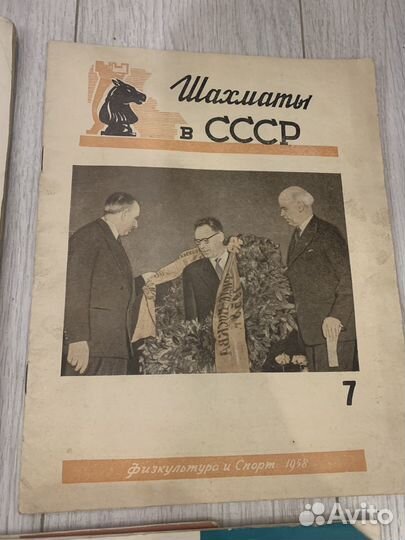 Шахматы
в СССР
7
Физкультура и Спорт 1958
Avito